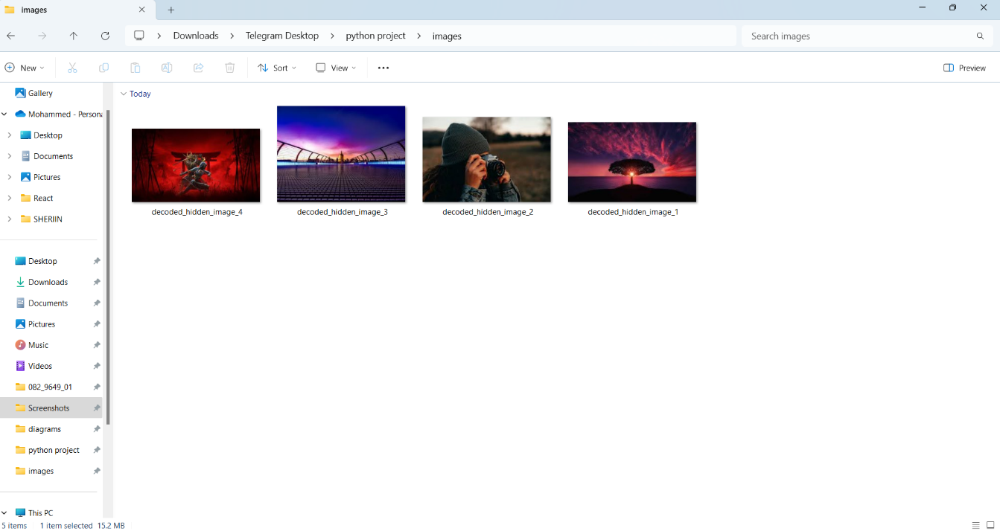 images
Downloads > Telegram Desktop > python project > images
Search images
New
Sort
View
Preview
Gallery
Mohammed - Persona
Desktop
Documents
Pictures
React
SHERIIN
Desktop
Downloads
Documents
Pictures
Music
Videos
082_9649_01
Screenshots
diagrams
python project
images
This PC
Today
decoded_hidden_image_4
decoded_hidden_image_3
decoded_hidden_image_2
decoded_hidden_image_1
5 items 1 item selected 15.2 MB